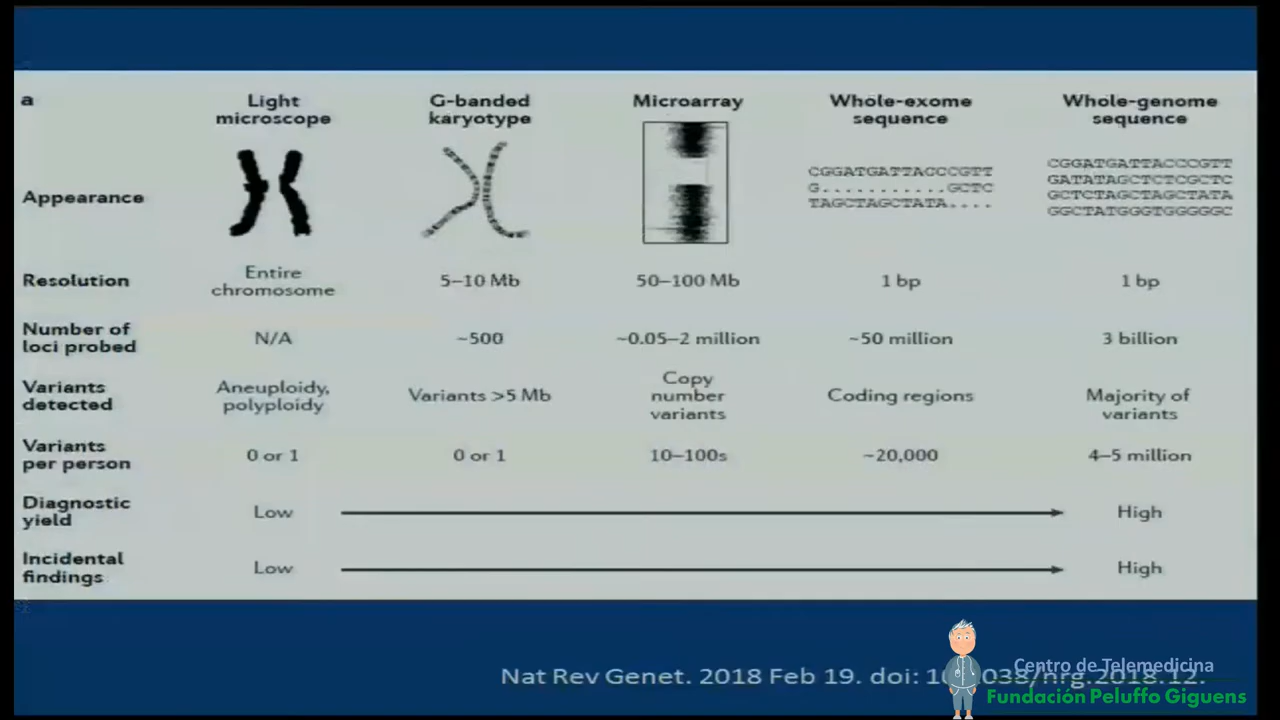 a
Light
microscope
G-banded
karyotype
Microarray
Whole-exome
sequence
Whole-genome
sequence
Appearance
CGGATGATTACCCGTT
G...........GCTC
TAGCTAGCTATA....
CGGATGATTACCCGTT
GATATAGCTCTCGCTC
GCTCTAGCTAGCTATA
GGCTATGGGTGGGGGC
Resolution
Entire
chromosome
5–10 Mb
50–100 Mb
1 bp
1 bp
Number of
loci probed
N/A
~500
~0.05–2 million
~50 million
3 billion
Variants
detected
Aneuploidy,
polyploidy
Variants >5 Mb
Copy
number
variants
Coding regions
Majority of
variants
Variants
per person
0 or 1
0 or 1
10–100s
~20,000
4–5 million
Diagnostic
yield
Low
High
Incidental
findings
Low
High
Nat Rev Genet. 2018 Feb 19. doi:
Centro de Telemedicina
Fundación Peluffo Giguens